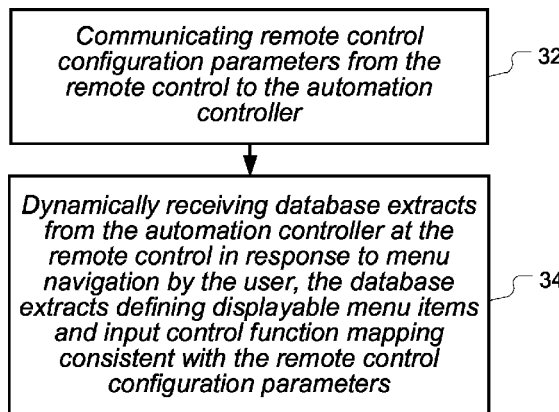 Communicating remote control
configuration parameters from the
remote control to the automation
controller
32
Dynamically receiving database extracts
from the automation controller at the
remote control in response to menu
navigation by the user, the database
extracts defining displayable menu items
and input control function mapping
consistent with the remote control
configuration parameters
34